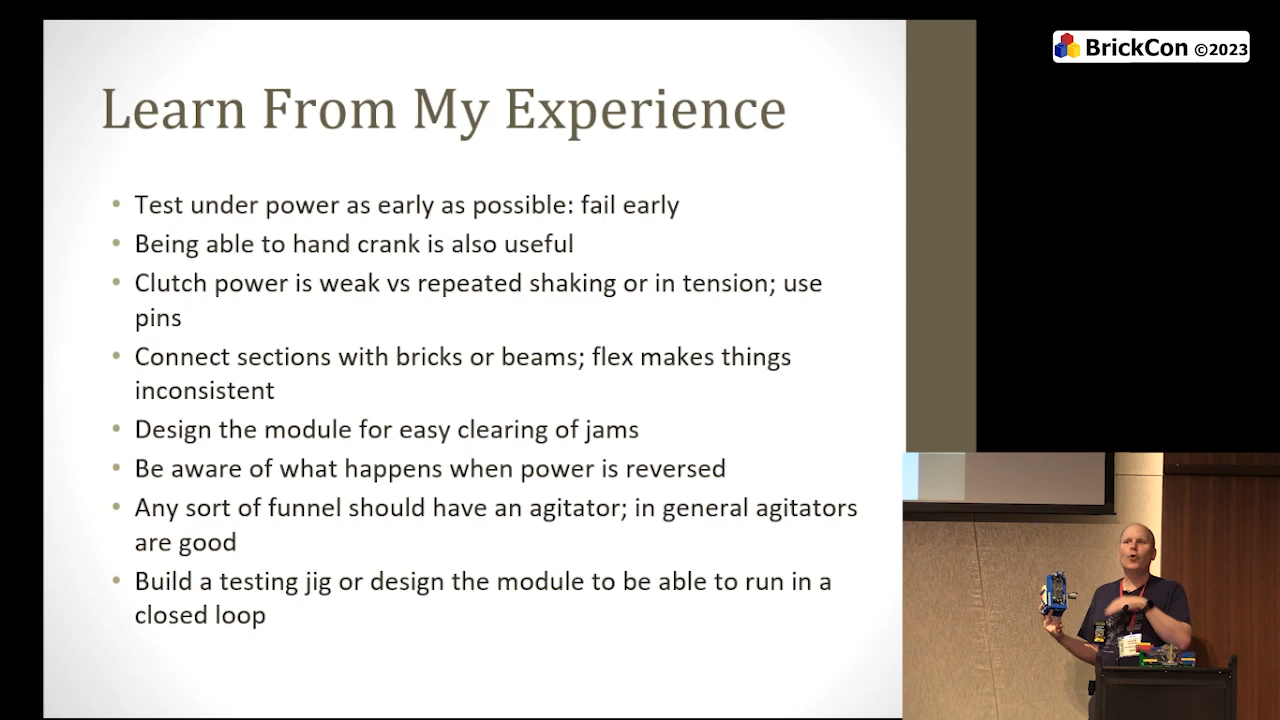 BrickCon ©2023
Learn From My Experience
• Test under power as early as possible: fail early
• Being able to hand crank is also useful
• Clutch power is weak vs repeated shaking or in tension; use
pins
• Connect sections with bricks or beams; flex makes things
inconsistent
• Design the module for easy clearing of jams
• Be aware of what happens when power is reversed
• Any sort of funnel should have an agitator; in general agitators
are good
• Build a testing jig or design the module to be able to run in a
closed loop